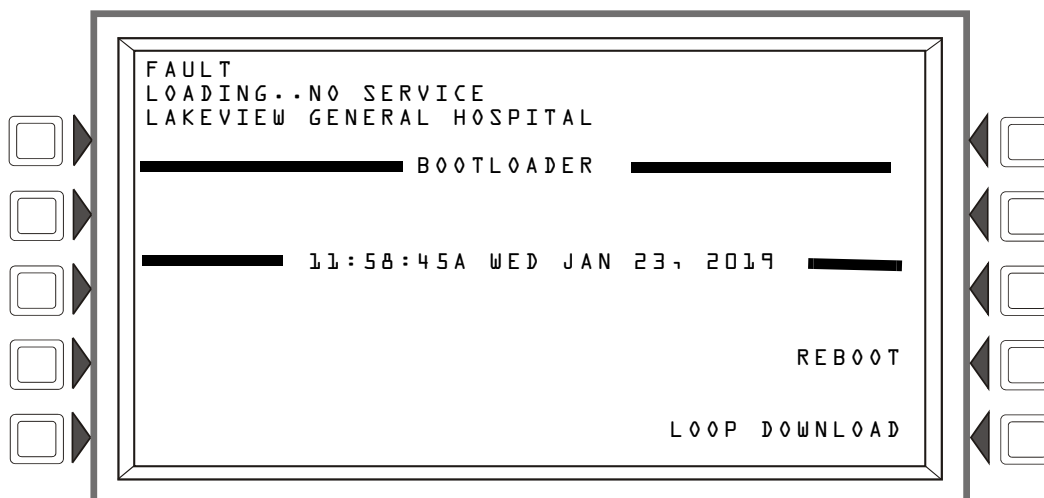 FAULT
LOADING..NO SERVICE
LAKEVIEW GENERAL HOSPITAL
BOOTLOADER
11:58:45A WED JAN 23, 2019
REBOOT
LOOP DOWNLOAD